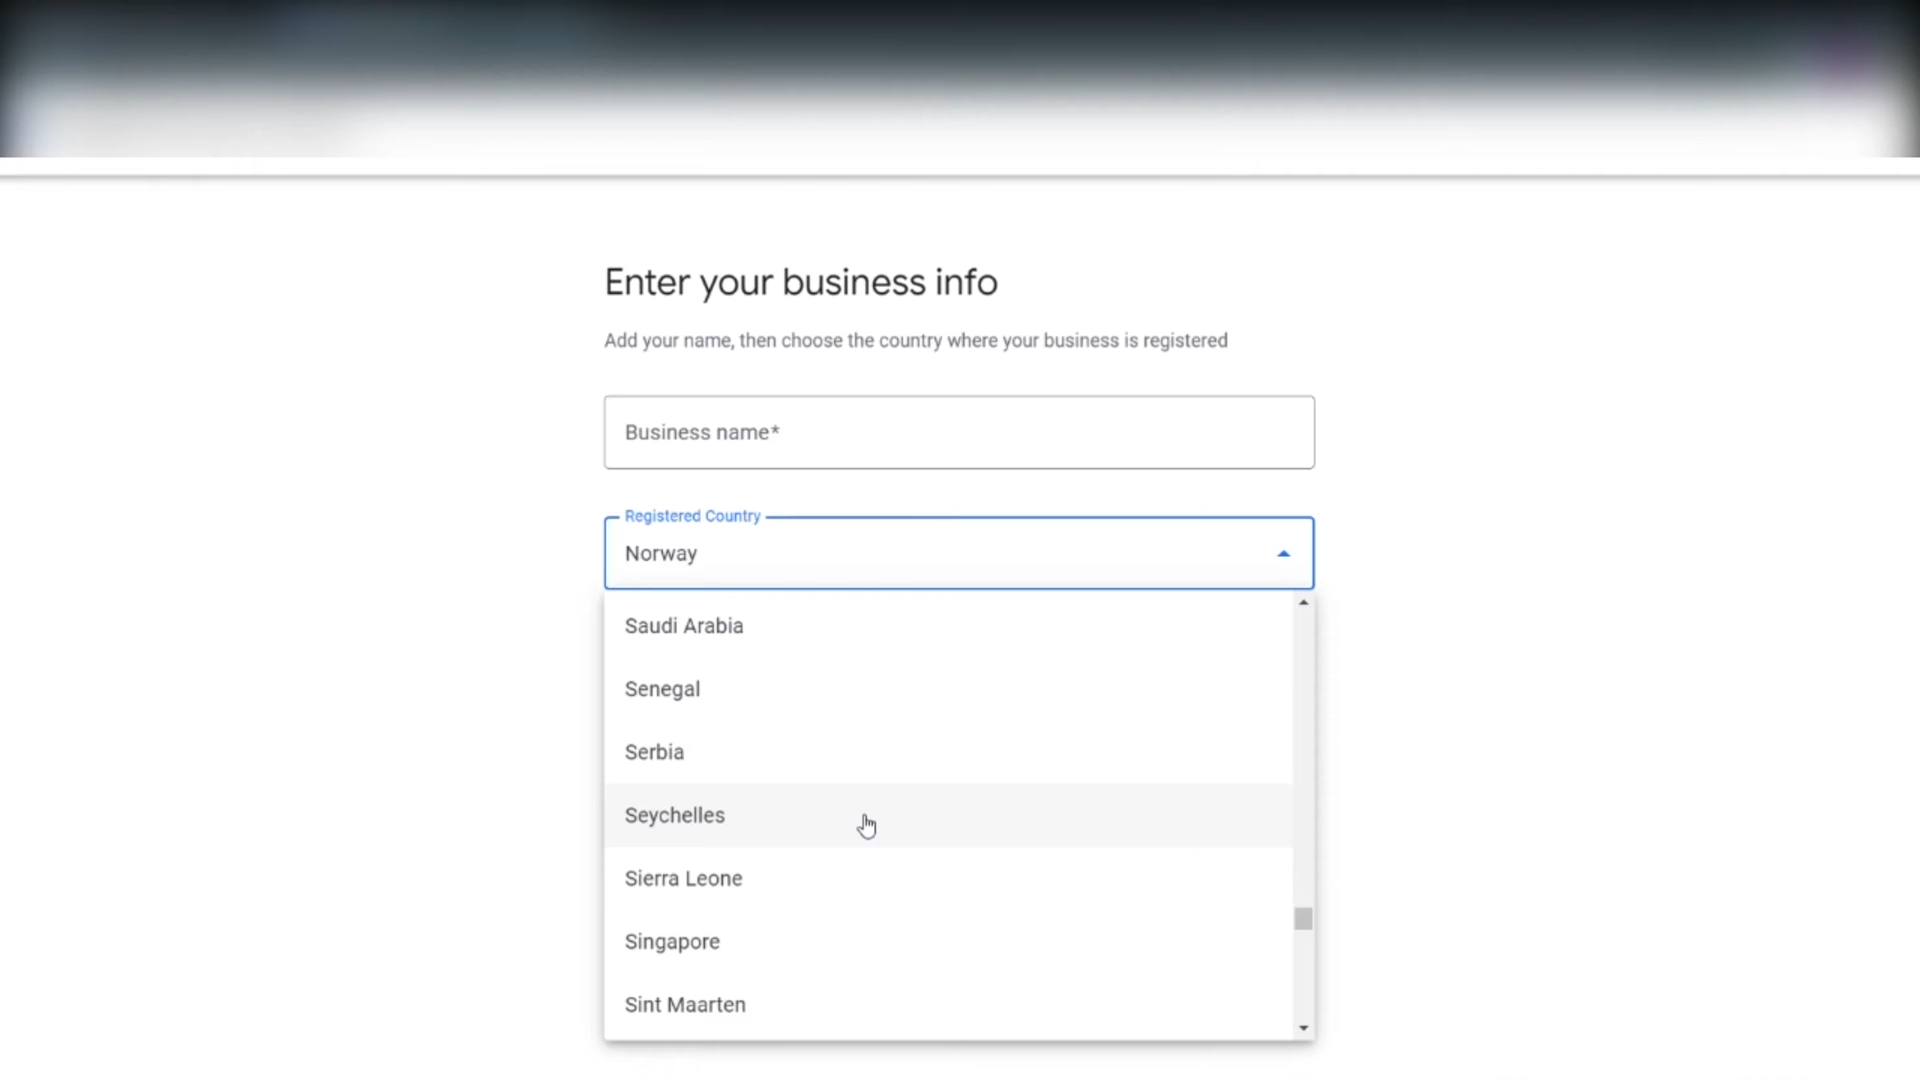 Enter your business info
Add your name, then choose the country where your business is registered
Business name*
Registered Country
Norway
Saudi Arabia
Senegal
Serbia
Seychelles
Sierra Leone
Singapore
Sint Maarten